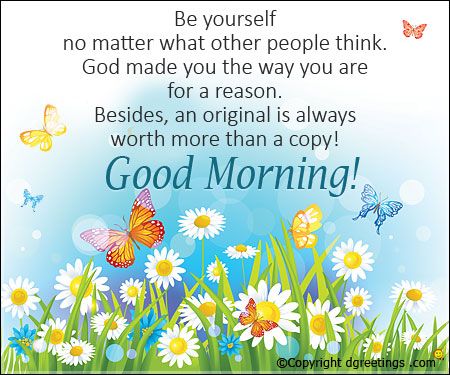 Be yourself
no matter what other people think.
God made you the way you are
for a reason.
Besides, an original is always
worth more than a copy!
Good Morning!
©Copyright dgreetings .com